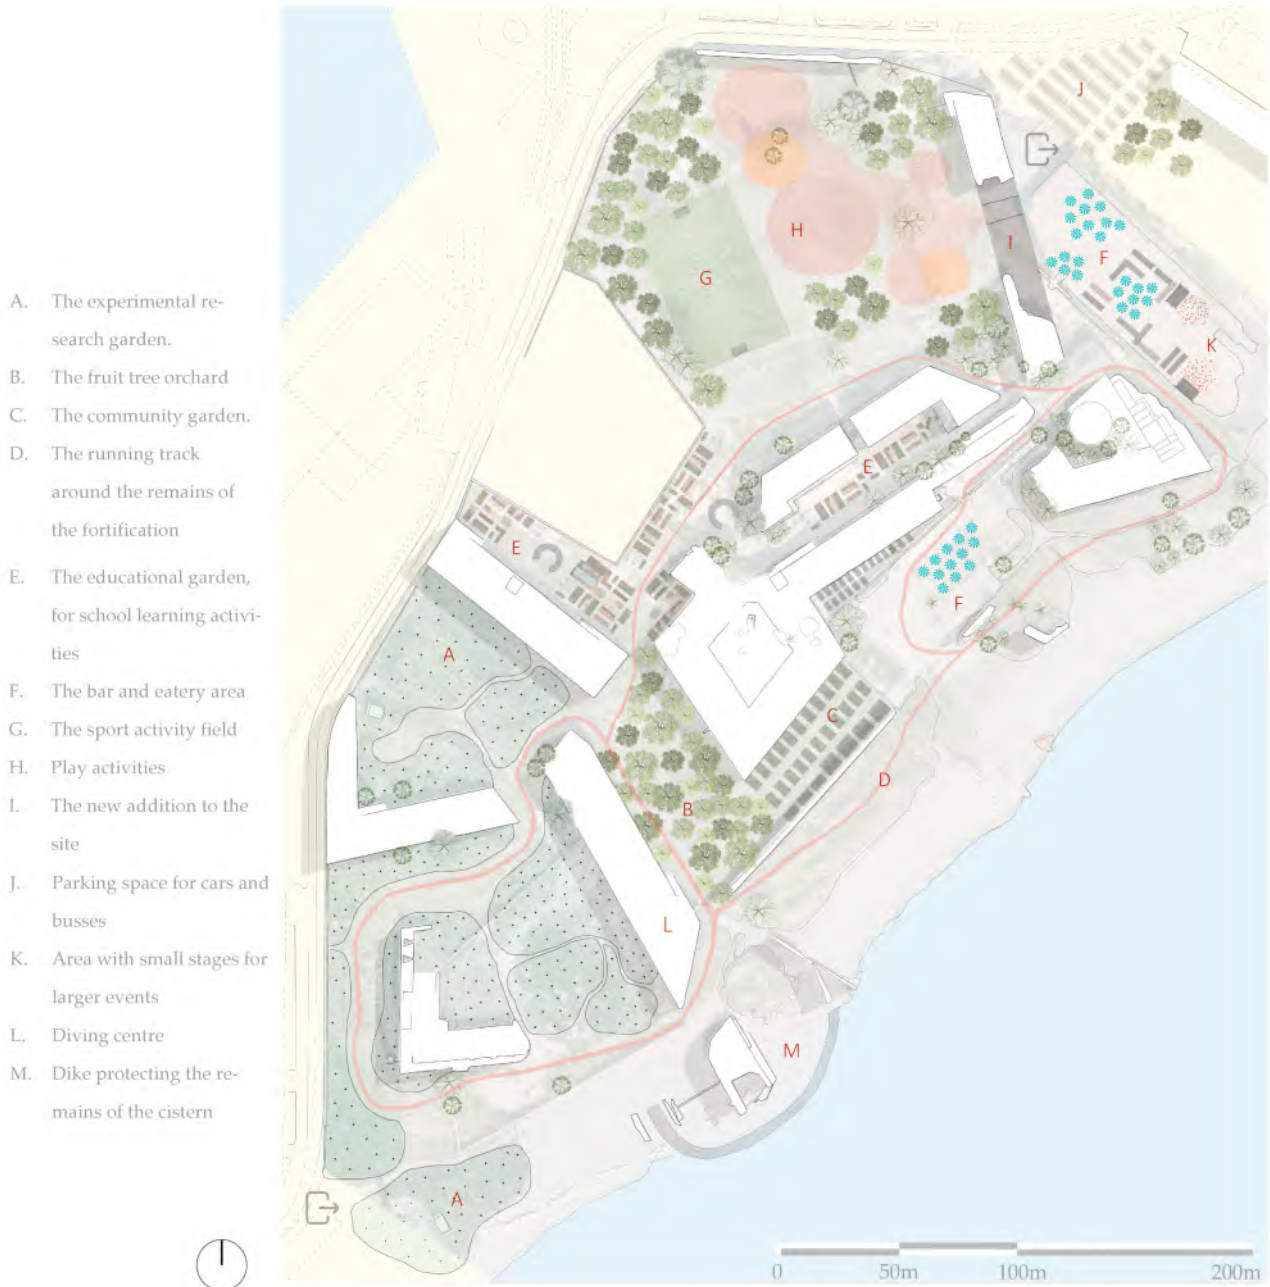 A. The experimental re-
search garden.
B. The fruit tree orchard
C. The community garden.
D. The running track
around the remains of
the fortification
E. The educational garden,
for school learning activi-
ties
F. The bar and eatery area
G. The sport activity field
H. Play activities
I. The new addition to the
site
J. Parking space for cars and
busses
K. Area with small stages for
larger events
L. Diving centre
M. Dike protecting the re-
mains of the cistern
J
H
I
F
G
K
E
E
F
A
C
B
D
L
M
A
0 50m 100m 200m